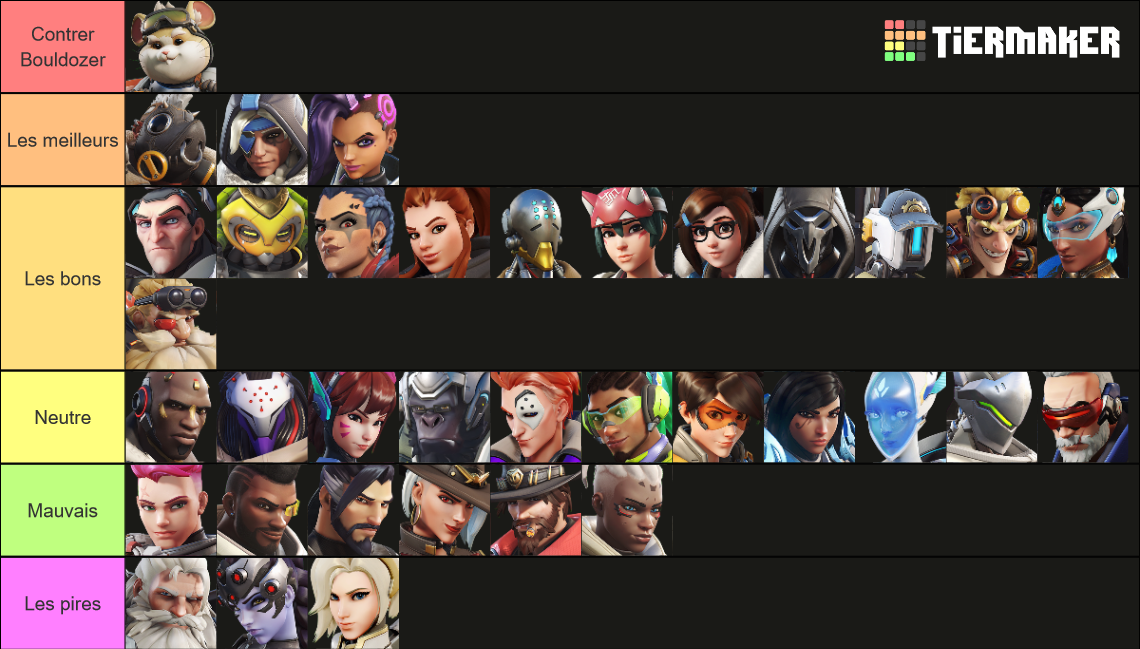 Contrer
Bouldozer
TiERMAKER
Les meilleurs
Les bons
Neutre
Mauvais
Les pires